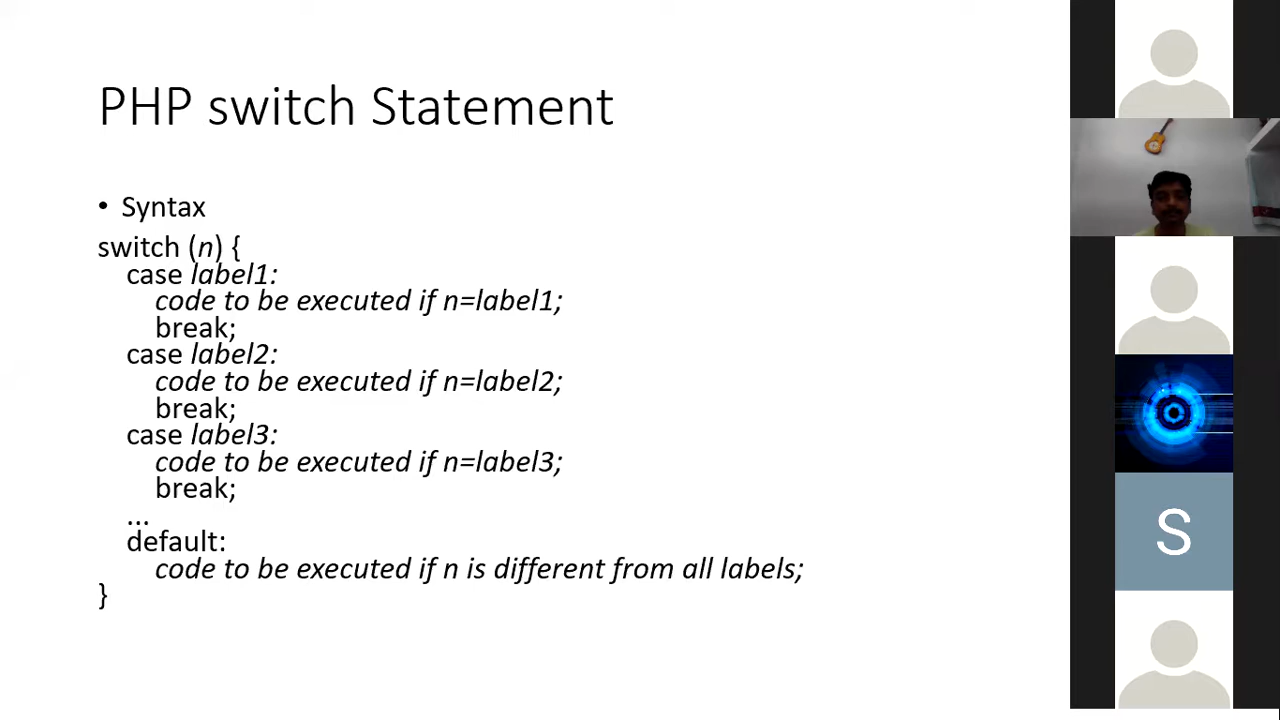 PHP switch Statement
• Syntax
switch (n) {
case label1:
code to be executed if n=label1;
break;
case label2:
code to be executed if n=label2;
break;
case label3:
code to be executed if n=label3;
break;
...
default:
code to be executed if n is different from all labels;
}
S